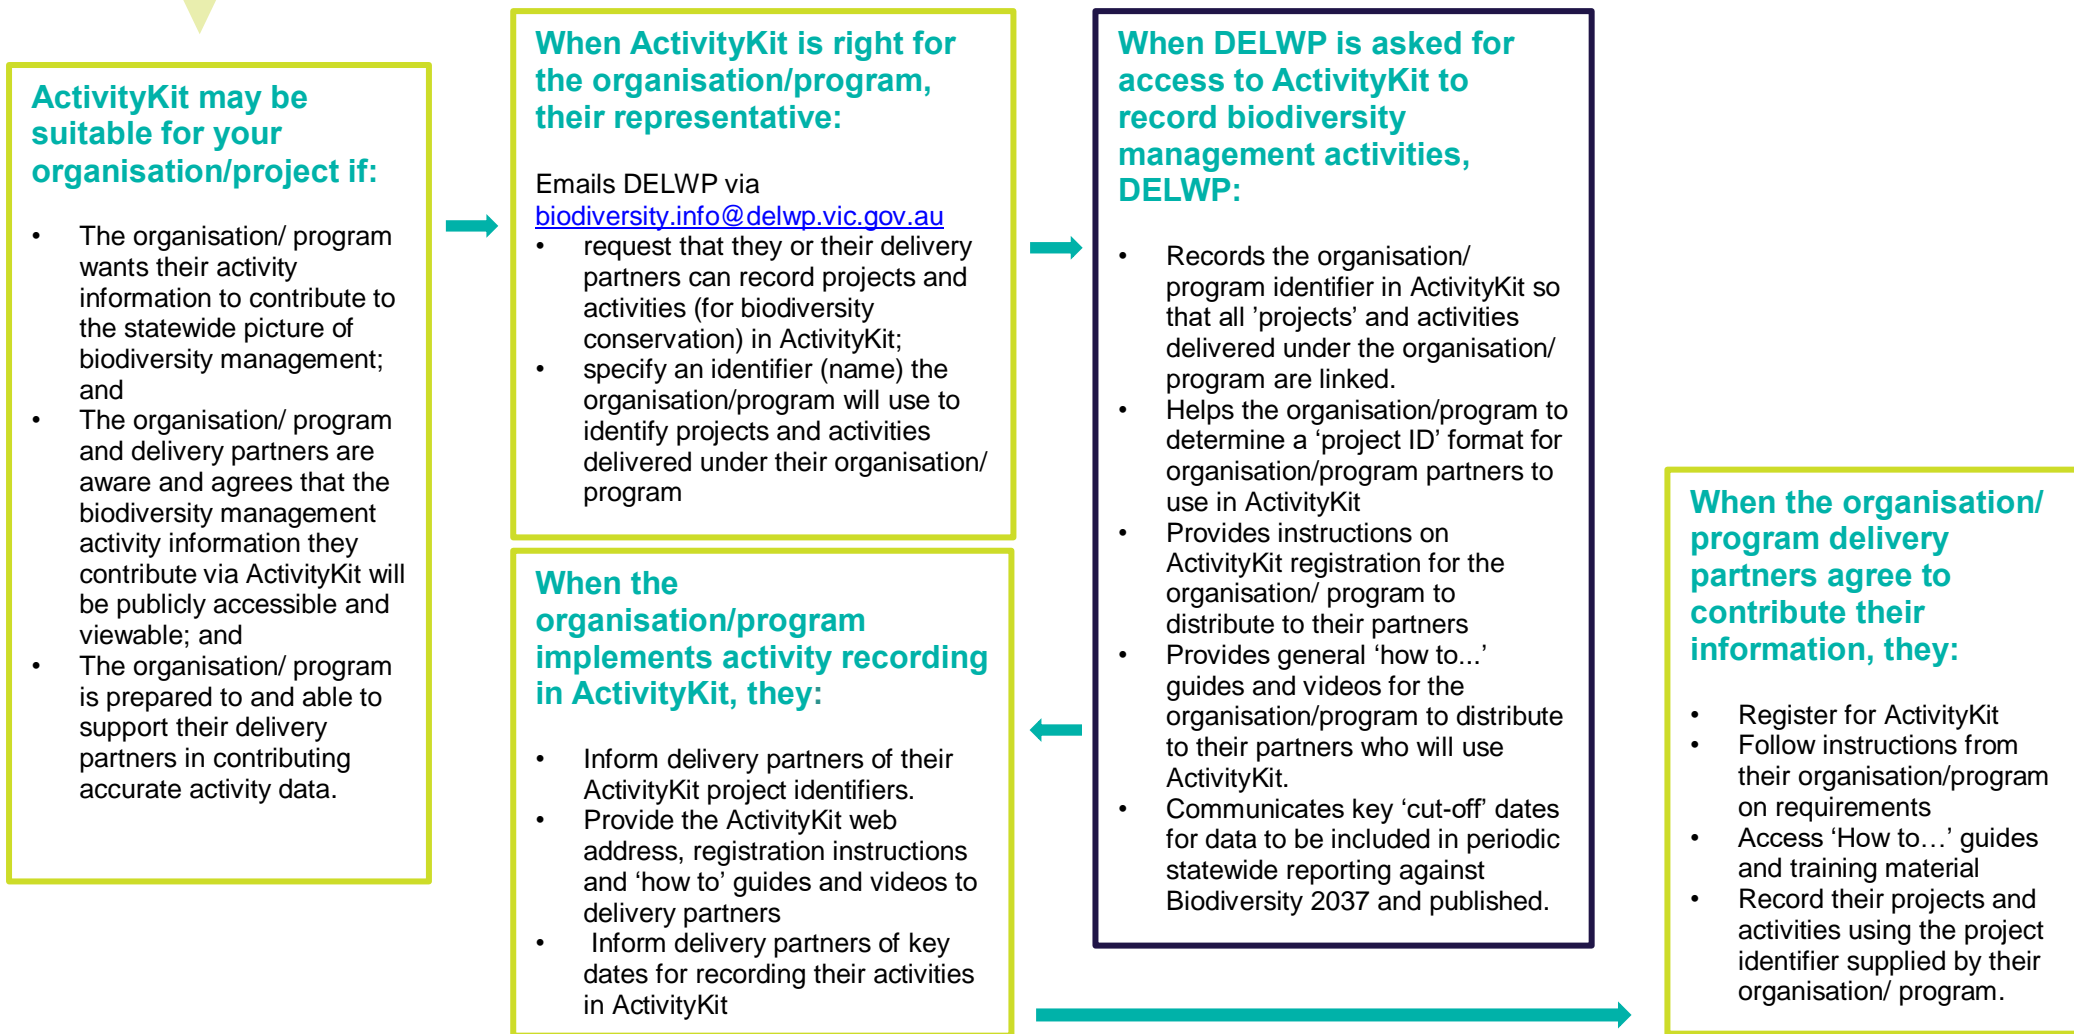 ActivityKit may be
suitable for your
organisation/project if:
• The organisation/ program
wants their activity
information to contribute to
the statewide picture of
biodiversity management;
and
• The organisation/ program
and delivery partners are
aware and agrees that the
biodiversity management
activity information they
contribute via ActivityKit will
be publicly accessible and
viewable; and
• The organisation/ program
is prepared to and able to
support their delivery
partners in contributing
accurate activity data.
When ActivityKit is right for
the organisation/program,
their representative:
Emails DELWP via
biodiversity.info@delwp.vic.gov.au
• request that they or their delivery
partners can record projects and
activities (for biodiversity
conservation) in ActivityKit;
• specify an identifier (name) the
organisation/program will use to
identify projects and activities
delivered under their organisation/
program
When DELWP is asked for
access to ActivityKit to
record biodiversity
management activities,
DELWP:
• Records the organisation/
program identifier in ActivityKit so
that all ’projects’ and activities
delivered under the organisation/
program are linked.
• Helps the organisation/program to
determine a ‘project ID’ format for
organisation/program partners to
use in ActivityKit
• Provides instructions on
ActivityKit registration for the
organisation/ program to
distribute to their partners
• Provides general ‘how to...’
guides and videos for the
organisation/program to distribute
to their partners who will use
ActivityKit.
• Communicates key ‘cut-off’ dates
for data to be included in periodic
statewide reporting against
Biodiversity 2037 and published.
When the
organisation/program
implements activity recording
in ActivityKit, they:
• Inform delivery partners of their
ActivityKit project identifiers.
• Provide the ActivityKit web
address, registration instructions
and ‘how to’ guides and videos to
delivery partners
• Inform delivery partners of key
dates for recording their activities
in ActivityKit
When the organisation/
program delivery
partners agree to
contribute their
information, they:
• Register for ActivityKit
• Follow instructions from
their organisation/program
on requirements
• Access ‘How to…’ guides
and training material
• Record their projects and
activities using the project
identifier supplied by their
organisation/ program.